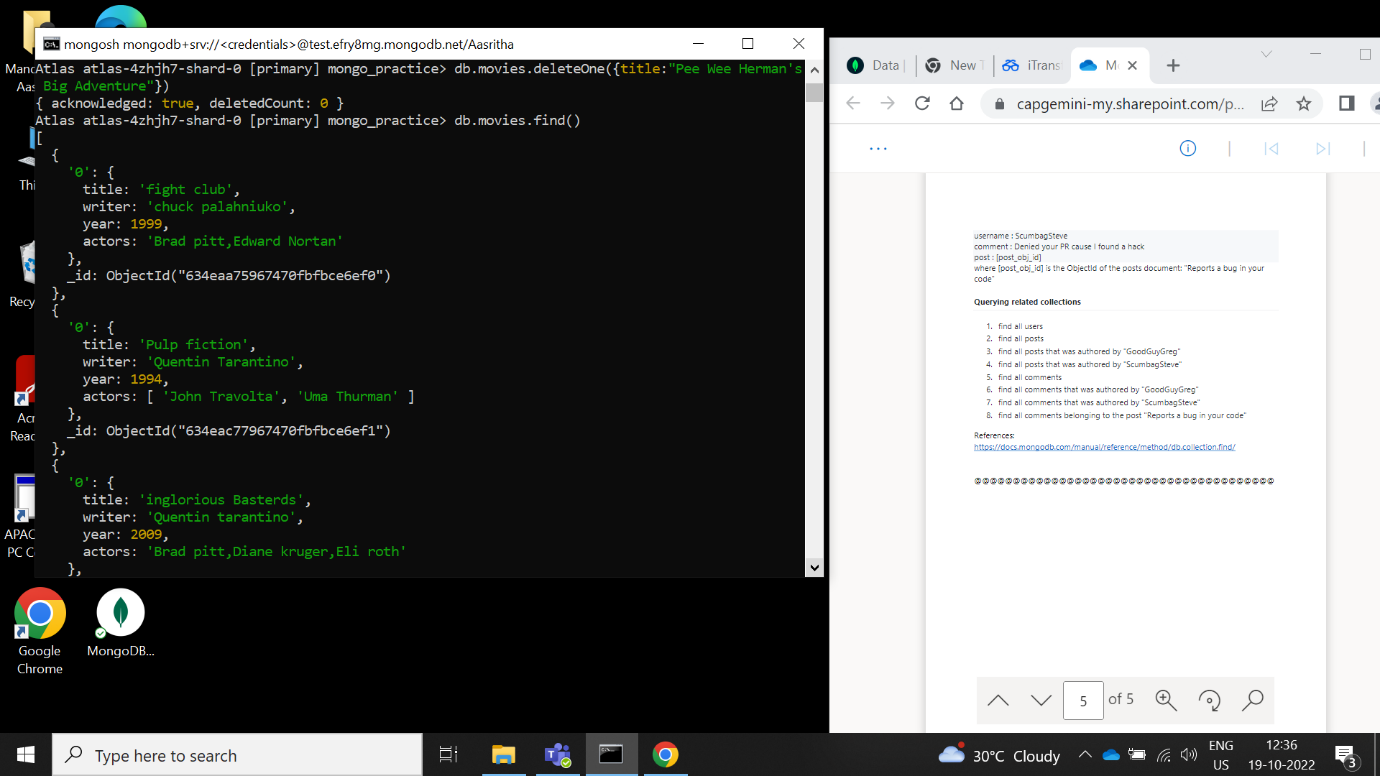 mongosh mongodb+srv://<credentials>@test.efry8mg.mongodb.net/Aasritha
Atlas atlas-4zhjh7-shard-0 [primary] mongo_practice> db.movies.deleteOne({title:"Pee Wee Herman's
Big Adventure"})
{ acknowledged: true, deletedCount: 0 }
Atlas atlas-4zhjh7-shard-0 [primary] mongo_practice> db.movies.find()
[
{
'0': {
title: 'fight club',
writer: 'chuck palahniuko',
year: 1999,
actors: 'Brad pitt,Edward Nortan'
},
_id: ObjectId("634eaa75967470fbfbce6ef0")
},
{
'0': {
title: 'Pulp fiction',
writer: 'Quentin Tarantino',
year: 1994,
actors: [ 'John Travolta', 'Uma Thurman' ]
},
_id: ObjectId("634eac77967470fbfbce6ef1")
},
{
'0': {
title: 'inglorious Basterds',
writer: 'Quentin tarantino',
year: 2009,
actors: 'Brad pitt,Diane kruger,Eli roth'
},
Mand
Aas
Thi
Recy
Acr
Read
APAC
PC C
Google
Chrome
MongoDB...
Data
New T
iTrans
M
capgemini-my.sharepoint.com/p...
username : ScumbagSteve
comment : Denied your PR cause I found a hack
post : [post_obj_id]
where [post_obj_id] is the ObjectId of the posts document: "Reports a bug in your
code"
Querying related collections
1. find all users
2. find all posts
3. find all posts that was authored by "GoodGuyGreg"
4. find all posts that was authored by "ScumbagSteve"
5. find all comments
6. find all comments that was authored by "GoodGuyGreg"
7. find all comments that was authored by "ScumbagSteve"
8. find all comments belonging to the post "Reports a bug in your code"
References:
https://docs.mongodb.com/manual/reference/method/db.collection.find/
@@@@@@@@@@@@@@@@@@@@@@@@@@@@@@@@@@@@@@@
5 of 5
Type here to search
30°C Cloudy
ENG
US
12:36
19-10-2022
3